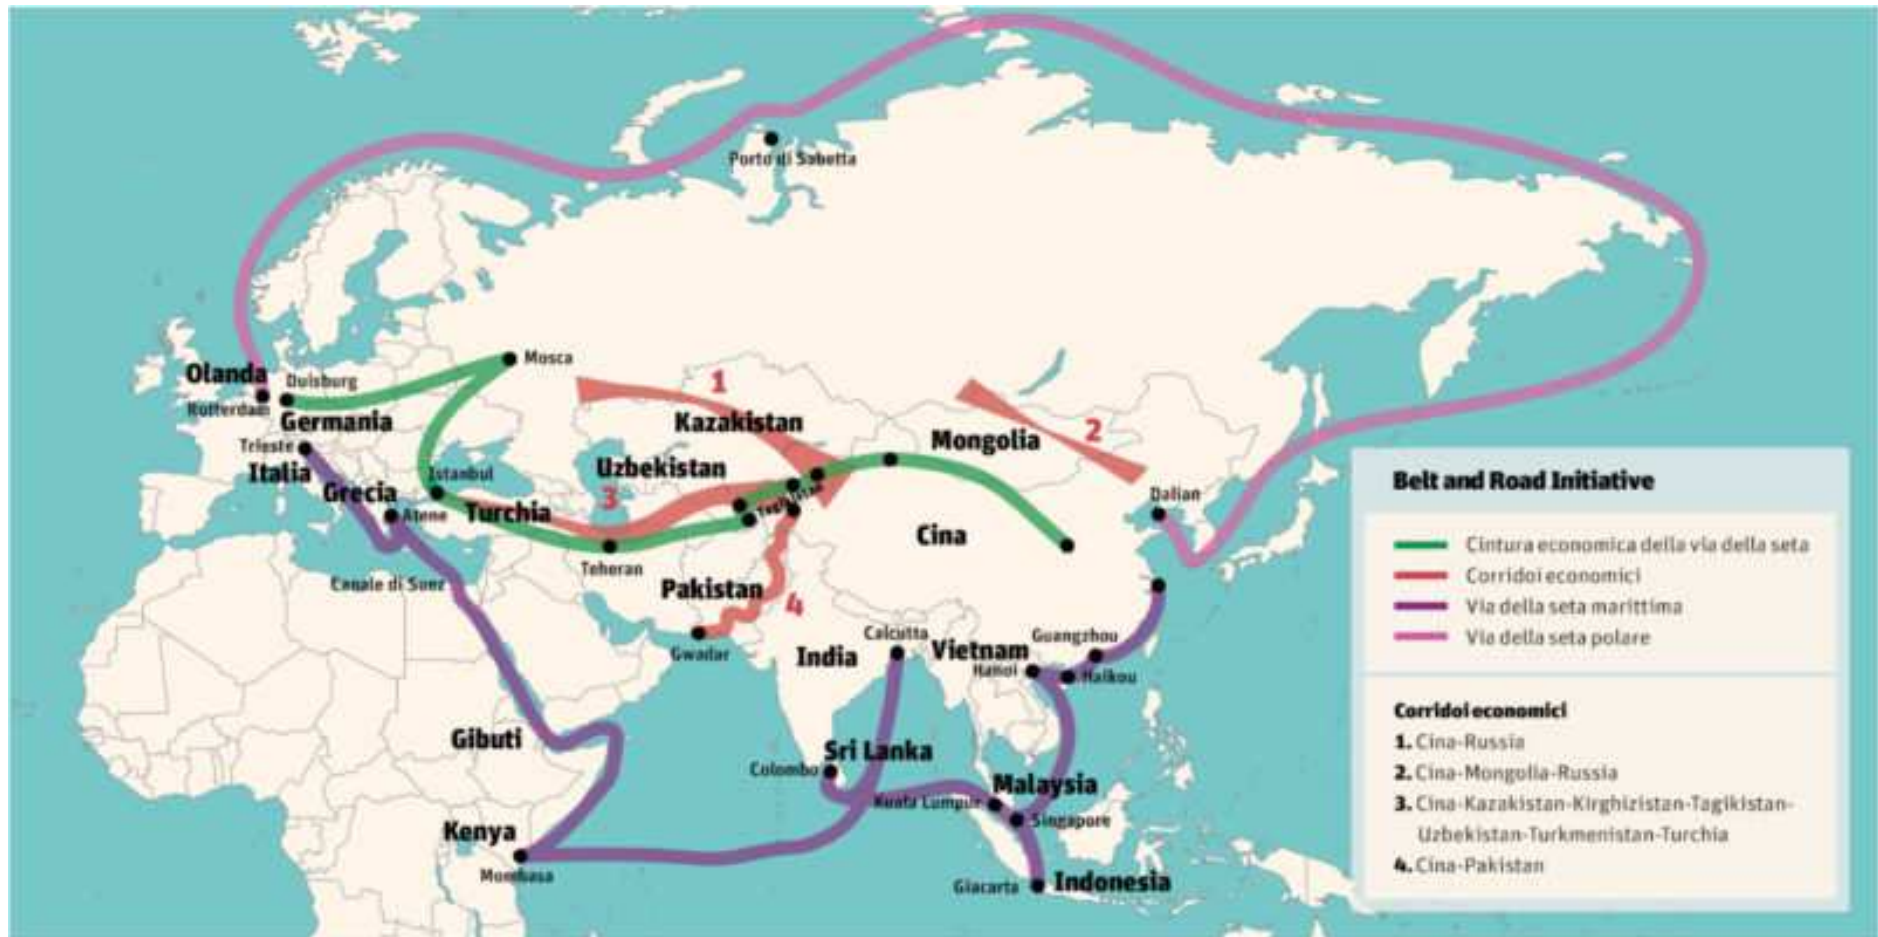 Porto di Sabetta
Mosca
Olanda
Duisburg
Rotterdam
Germania
1
Kazakistan
Mongolia
2
Trieste
Italia
Istanbul
Uzbekistan
Grecia
Atene
Turchia
3
Tagikistan
Dalian
Cina
Teheran
Canale di Suez
Pakistan
4
Gwadar
Calcutta
India
Vietnam
Hanoi
Guangzhou
Haikou
Gibuti
Sri Lanka
Colombo
Malaysia
Kuala Lumpur
Singapore
Kenya
Mombasa
Giacarta
Indonesia
Belt and Road Initiative
Cintura economica della via della seta
Corridoi economici
Via della seta marittima
Via della seta polare
Corridoi economici
1. Cina-Russia
2. Cina-Mongolia-Russia
3. Cina-Kazakistan-Kirghizistan-Tagikistan-
Uzbekistan-Turkmenistan-Turchia
4. Cina-Pakistan